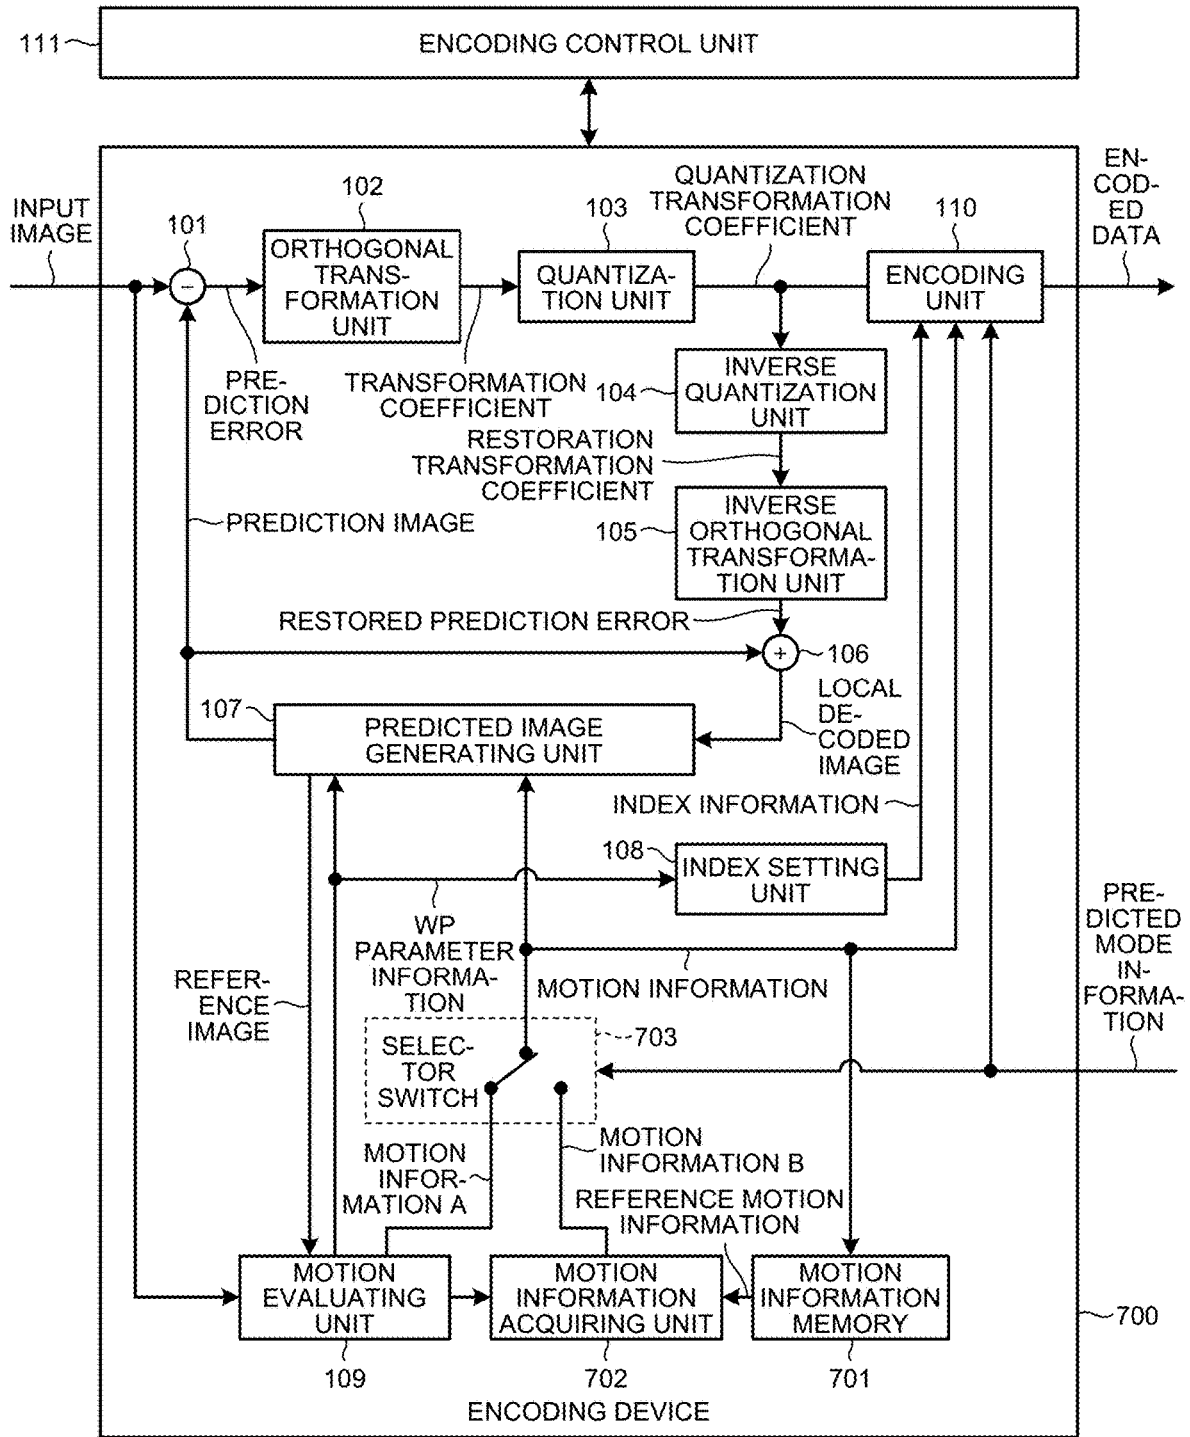 111
ENCODING CONTROL UNIT
INPUT
IMAGE
101
102
ORTHOGONAL
TRANS-
FORMATION
UNIT
103
QUANTIZA-
TION UNIT
QUANTIZATION
TRANSFORMATION
COEFFICIENT
110
ENCODING
UNIT
EN-
COD-
ED
DATA
−
PRE-
DICTION
ERROR
TRANSFORMATION
COEFFICIENT
104
INVERSE
QUANTIZATION
UNIT
RESTORATION
TRANSFORMATION
COEFFICIENT
PREDICTION IMAGE
105
INVERSE
ORTHOGONAL
TRANSFORMA-
TION UNIT
RESTORED PREDICTION ERROR
+
106
107
PREDICTED IMAGE
GENERATING UNIT
LOCAL
DE-
CODED
IMAGE
INDEX INFORMATION
108
INDEX SETTING
UNIT
WP
PARAMETER
INFORMA-
TION
MOTION INFORMATION
PRE-
DICTED
MODE
IN-
FORMA-
TION
REFER-
ENCE
IMAGE
SELEC-
TOR
SWITCH
703
MOTION
INFOR-
MATION A
MOTION
INFORMATION B
REFERENCE MOTION
INFORMATION
MOTION
EVALUATING
UNIT
109
MOTION
INFORMATION
ACQUIRING UNIT
702
MOTION
INFORMATION
MEMORY
701
700
ENCODING DEVICE